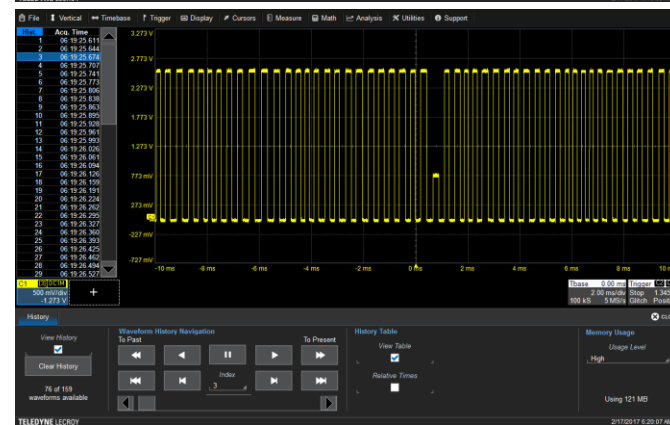 File Vertical Timebase Trigger Display Cursors Measure Math Analysis Utilities Support
Hist. Acq. Time
1 06:19:25.611
2 06:19:25.644
3 06:19:25.674
4 06:19:25.707
5 06:19:25.741
6 06:19:25.773
7 06:19:25.806
8 06:19:25.838
9 06:19:25.863
10 06:19:25.895
11 06:19:25.928
12 06:19:25.961
13 06:19:25.993
14 06:19:26.026
15 06:19:26.061
16 06:19:26.094
17 06:19:26.126
18 06:19:26.159
19 06:19:26.191
20 06:19:26.224
21 06:19:26.262
22 06:19:26.295
23 06:19:26.327
24 06:19:26.360
25 06:19:26.393
26 06:19:26.425
27 06:19:26.462
28 06:19:26.494
29 06:19:26.527
3.273 V
2.773 V
2.273 V
1.773 V
1.273 V
773 mV
273 mV
-227 mV
-727 mV
-10 ms -8 ms -6 ms -4 ms -2 ms 0 ms 2 ms 4 ms 6 ms 8 ms 10
C1
500 mV/div
-1.273 V
+
Tbase 0.00 ms
2.00 ms/div
100 kS 5 MS/s
Trigger
Stop 1.345
Glitch Posit
History
CLO
View History
Clear History
76 of 159
waveforms available
Waveform History Navigation
To Past To Present
Index
3
History Table
View Table
Relative Times
Memory Usage
Usage Level
High
Using 121 MB
TELEDYNE LECROY
2/17/2017 6:20:07 AM